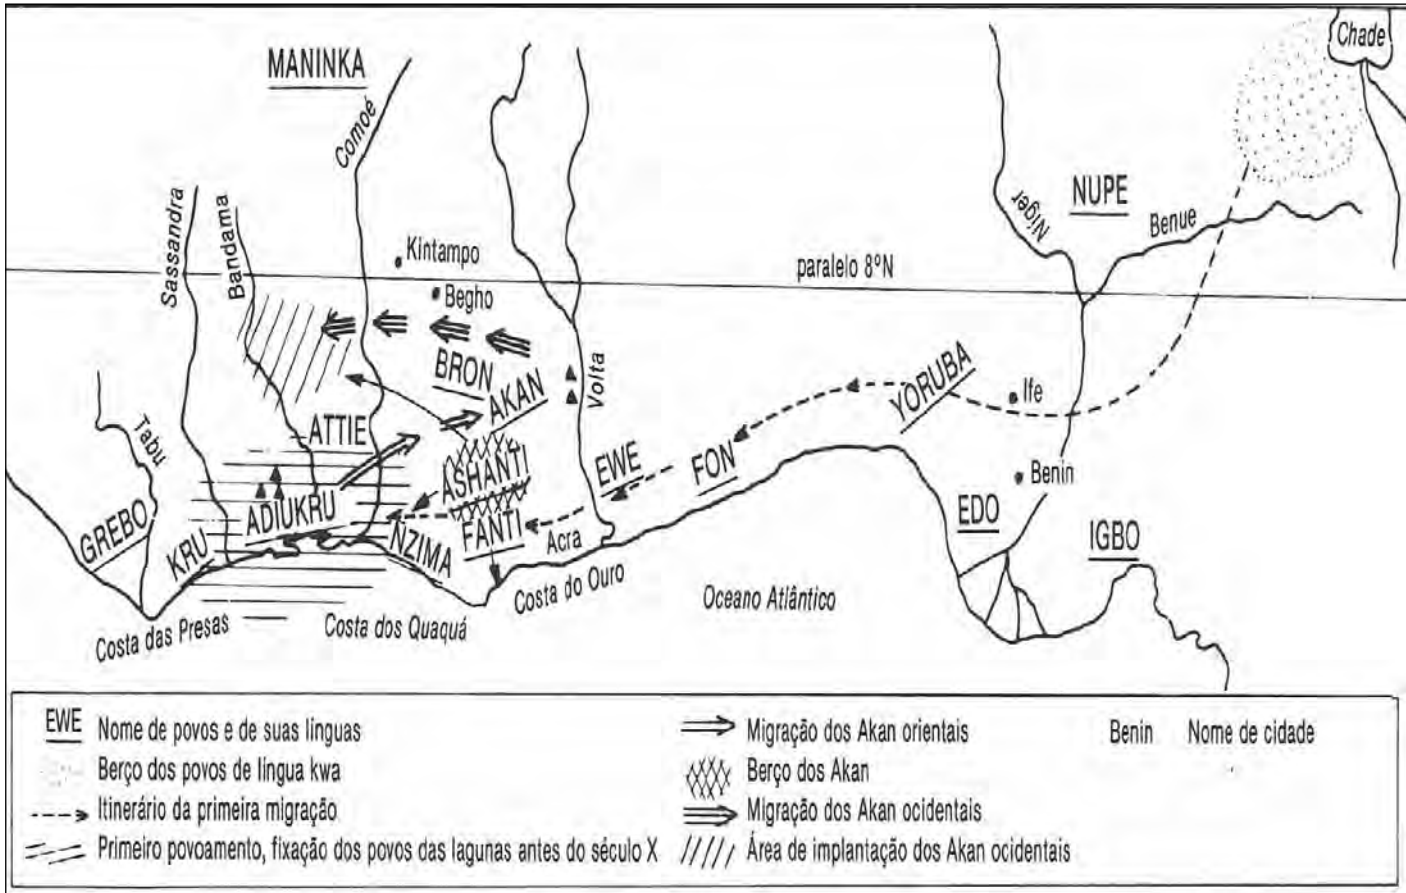 Chade
MANINKA
Comoé
Sassandra
Bandama
Kintampo
Begho
Níger
NUPE
Benue
paralelo 8ºN
BRON
AKAN
Volta
YORUBA
Ife
Tabu
ATTIE
ASHANTI
EWE
FON
Benin
GREBO
KRU
ADIUKRU
NZIMA
FANTI
Acra
EDO
IGBO
Costa das Presas
Costa dos Quaquá
Costa do Ouro
Oceano Atlântico
EWE Nome de povos e de suas línguas
Berço dos povos de língua kwa
Itinerário da primeira migração
Primeiro povoamento, fixação dos povos das lagunas antes do século X
Migração dos Akan orientais
Berço dos Akan
Migração dos Akan ocidentais
Área de implantação dos Akan ocidentais
Benin Nome de cidade